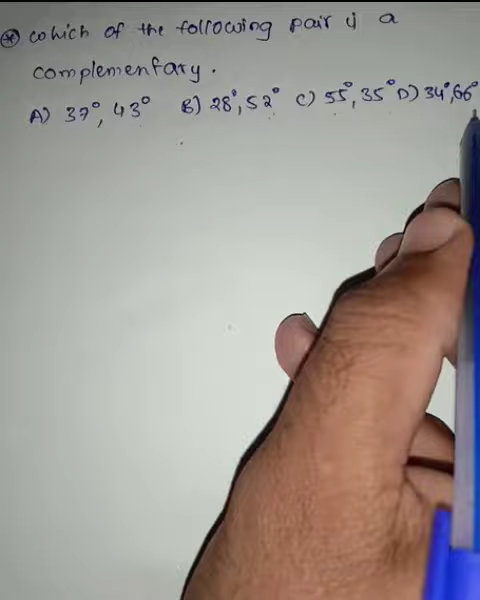 ⊛ Which of the following pair is a
complementary.
A) 37°, 43° B) 28°, 52° C) 55°, 35° D) 34°, 66°